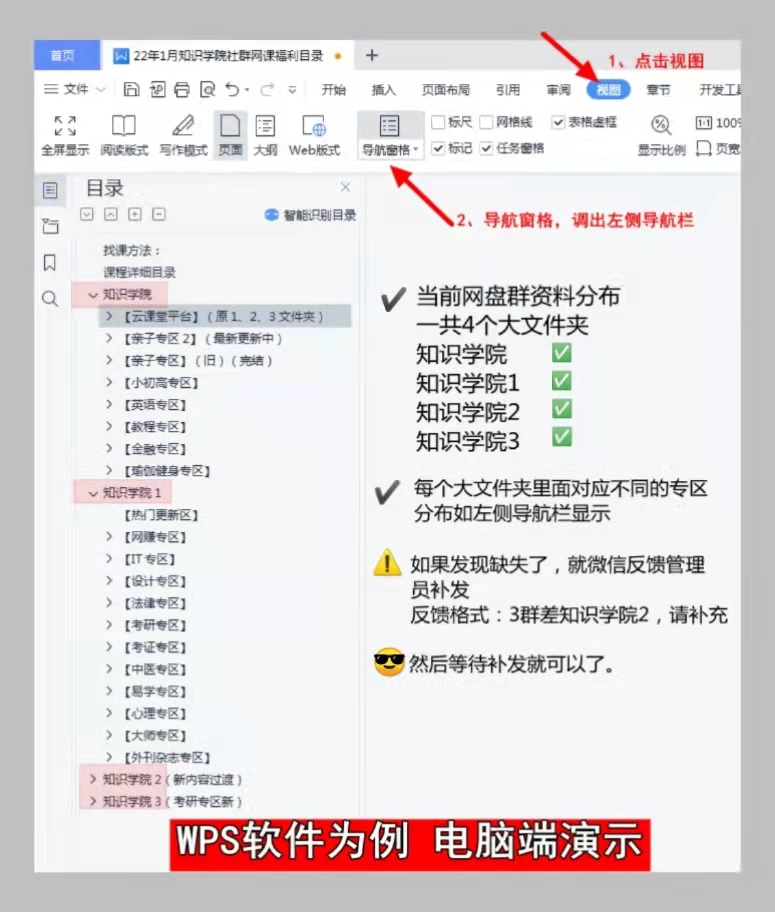 首页 22年1月知识学院社群网课福利目录
1、点击视图
文件 开始 插入 页面布局 引用 审阅 视图 章节 开发工具
全屏显示 阅读版式 写作模式 页面 大纲 Web版式 导航窗格 标尺 网格线 表格虚框 标记 任务窗格 显示比例 1:1 100% 页宽
2、导航窗格，调出左侧导航栏
目录
智能识别目录
找课方法：
课程详细目录
知识学院
【云课堂平台】（原 1、2、3 文件夹）
【亲子专区 2】（最新更新中）
【亲子专区】（旧）（完结）
【小初高专区】
【英语专区】
【教程专区】
【金融专区】
【瑜伽健身专区】
知识学院 1
【热门更新区】
【网赚专区】
【IT 专区】
【设计专区】
【法律专区】
【考研专区】
【考证专区】
【中医专区】
【易学专区】
【心理专区】
【大师专区】
【外刊杂志专区】
知识学院 2（新内容过渡）
知识学院 3（考研专区新）
✔ 当前网盘群资料分布
一共4个大文件夹
知识学院 ✅
知识学院1 ✅
知识学院2 ✅
知识学院3 ✅
✔ 每个大文件夹里面对应不同的专区
分布如左侧导航栏显示
⚠️ 如果发现缺失了，就微信反馈管理
员补发
反馈格式：3群差知识学院2，请补充
😎 然后等待补发就可以了。
WPS软件为例 电脑端演示